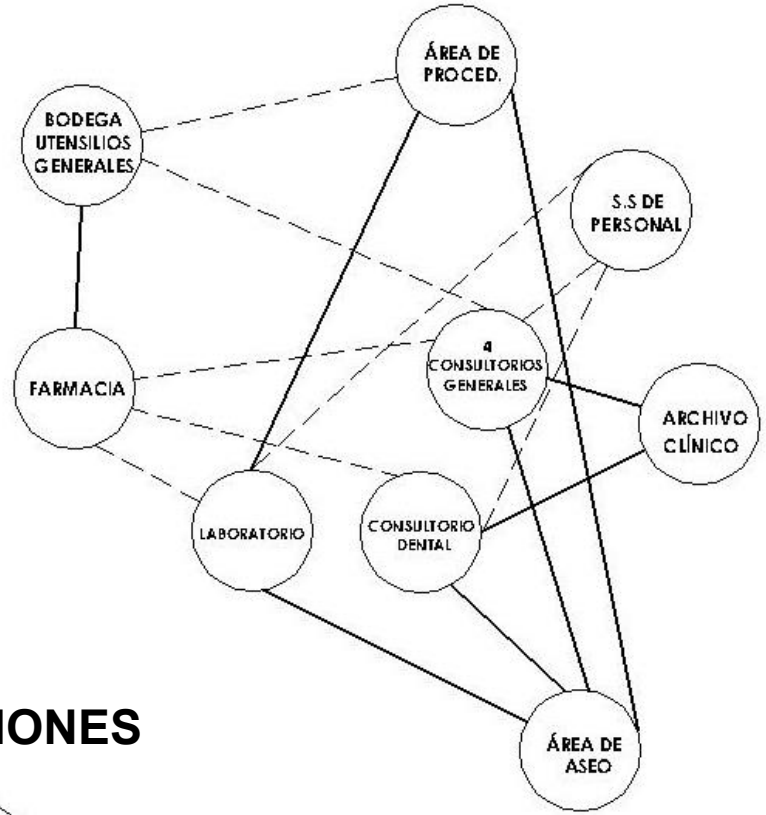 ÁREA DE
PROCED.
BODEGA
UTENSILIOS
GENERALES
S.S DE
PERSONAL
4
CONSULTORIOS
GENERALES
FARMACIA
ARCHIVO
CLÍNICO
LABORATORIO
CONSULTORIO
DENTAL
IONES
ÁREA DE
ASEO